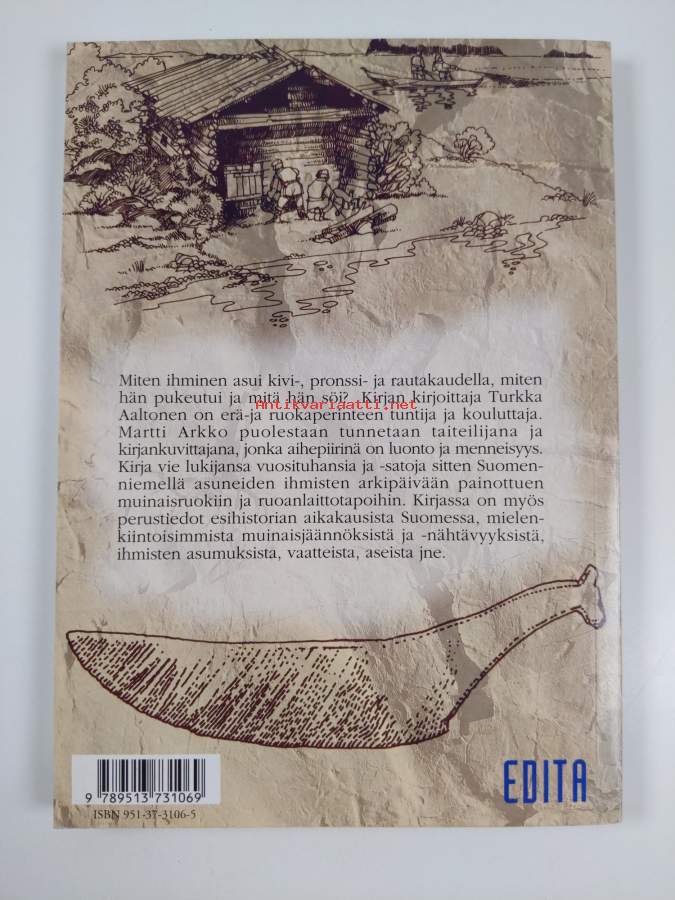 Miten ihminen asui kivi-, pronssi- ja rautakaudella, miten
hän pukeutui ja mitä hän söi? Kirjan kirjoittaja Turkka
Antikvariaatti.net
Aaltonen on erä-ja ruokaperinteen tuntija ja kouluttaja.
Martti Arkko puolestaan tunnetaan taiteilijana ja
kirjankuvittajana, jonka aihepiirinä on luonto ja menneisyys.
Kirja vie lukijansa vuosituhansia ja -satoja sitten Suomen-
niemellä asuneiden ihmisten arkipäivään painottuen
muinaisruokiin ja ruoanlaittotapoihin. Kirjassa on myös
perustiedot esihistorian aikakausista Suomessa, mielen-
kiintoisimmista muinaisjäännöksistä ja -nähtävyyksistä,
ihmisten asumuksista, vaatteista, aseista jne.
9 789513 731069
ISBN 951-37-3106-5
EDITA